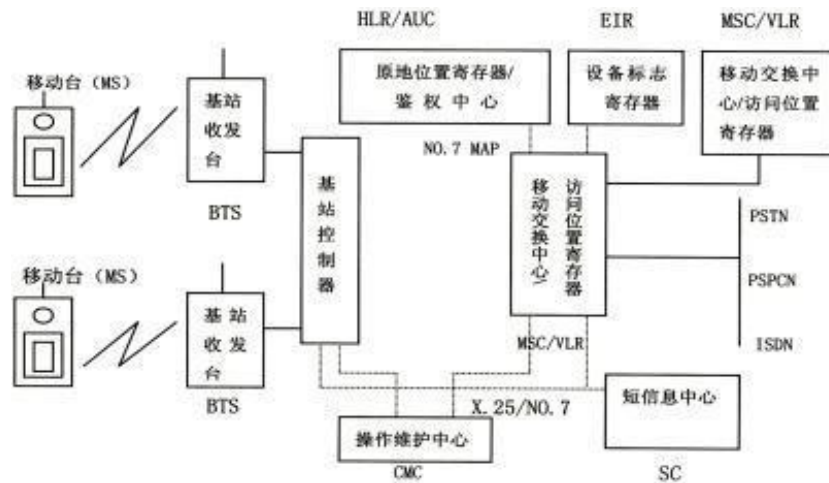 HLR/AUC
EIR
MSC/VLR
移动台（MS）
基站
收发
台
BTS
原地位置寄存器/
鉴权中心
设备标志
寄存器
移动交换中
心/访问位置
寄存器
NO.7 MAP
基站控制器
移动交换中心/
访问位置寄存器
PSTN
PSPCN
ISDN
移动台（MS）
基站
收发
台
BTS
MSC/VLR
X.25/NO.7
操作维护中心
CMC
短信息中心
SC